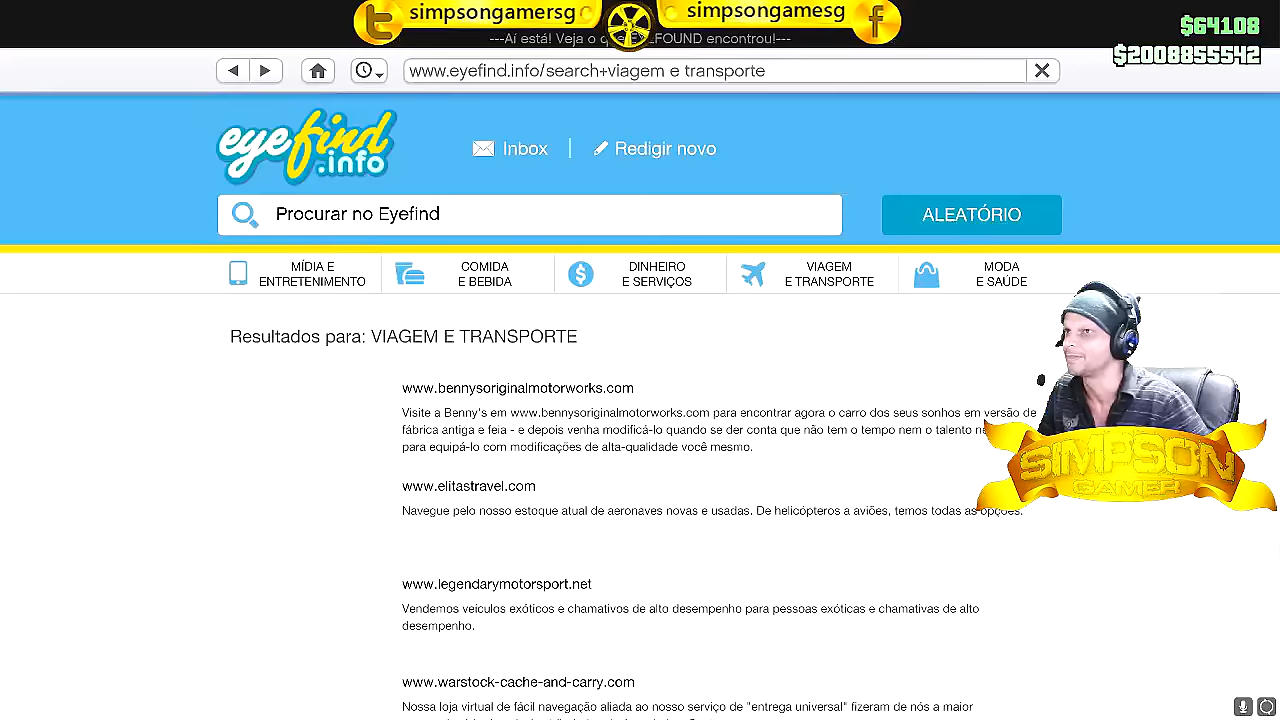 simpsongamersg
simpsongamesg
---Aí está! Veja o
FOUND encontrou!---
$64108
$2008855542
www.eyefind.info/search+viagem e transporte
eyefind
.info
Inbox
Redigir novo
Procurar no Eyefind
ALEATÓRIO
MÍDIA E
ENTRETENIMENTO
COMIDA
E BEBIDA
DINHEIRO
E SERVIÇOS
VIAGEM
E TRANSPORTE
MODA
E SAÚDE
Resultados para: VIAGEM E TRANSPORTE
www.bennysoriginalmotorworks.com
Visite a Benny's em www.bennysoriginalmotorworks.com para encontrar agora o carro dos seus sonhos em versão de
fábrica antiga e feia - e depois venha modificá-lo quando se der conta que não tem o tempo nem o talento
para equipá-lo com modificações de alta-qualidade você mesmo.
www.elitastravel.com
Navegue pelo nosso estoque atual de aeronaves novas e usadas. De helicópteros a aviões, temos todas as opções.
SIMPSON
GAMER
www.legendarymotorsport.net
Vendemos veículos exóticos e chamativos de alto desempenho para pessoas exóticas e chamativas de alto
desempenho.
www.warstock-cache-and-carry.com
Nossa loja virtual de fácil navegação aliada ao nosso serviço de "entrega universal" fizeram de nós a maior